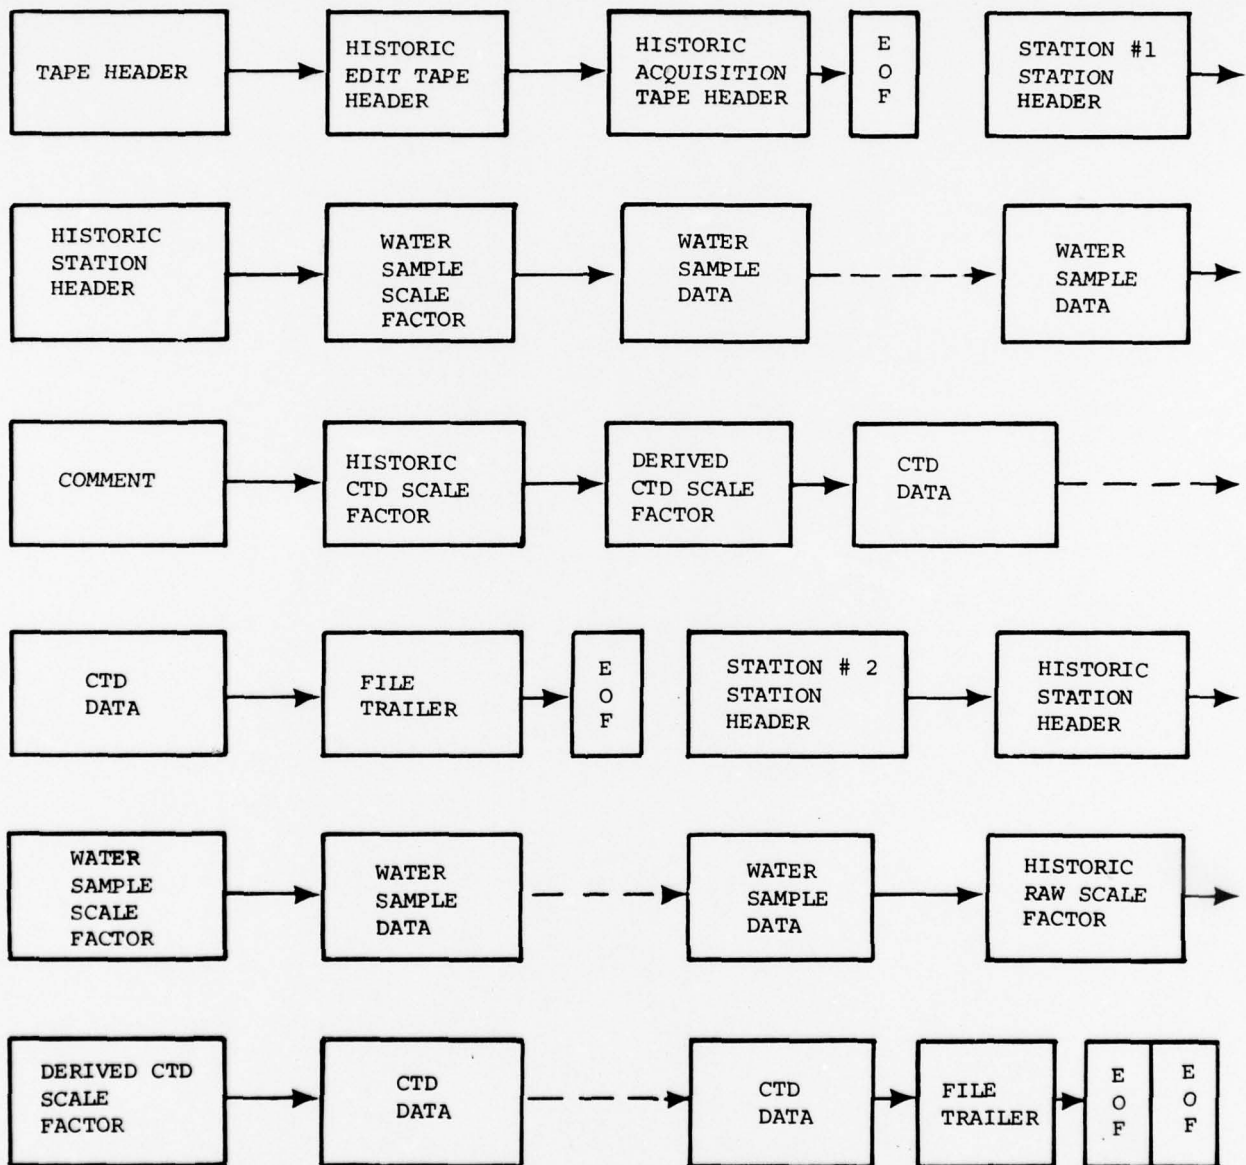 TAPE HEADER
HISTORIC
EDIT TAPE
HEADER
HISTORIC
ACQUISITION
TAPE HEADER
E
O
F
STATION #1
STATION
HEADER
HISTORIC
STATION
HEADER
WATER
SAMPLE
SCALE
FACTOR
WATER
SAMPLE
DATA
WATER
SAMPLE
DATA
COMMENT
HISTORIC
CTD SCALE
FACTOR
DERIVED
CTD SCALE
FACTOR
CTD
DATA
CTD
DATA
FILE
TRAILER
E
O
F
STATION # 2
STATION
HEADER
HISTORIC
STATION
HEADER
WATER
SAMPLE
SCALE
FACTOR
WATER
SAMPLE
DATA
WATER
SAMPLE
DATA
HISTORIC
RAW SCALE
FACTOR
DERIVED CTD
SCALE
FACTOR
CTD
DATA
CTD
DATA
FILE
TRAILER
E
O
F
E
O
F